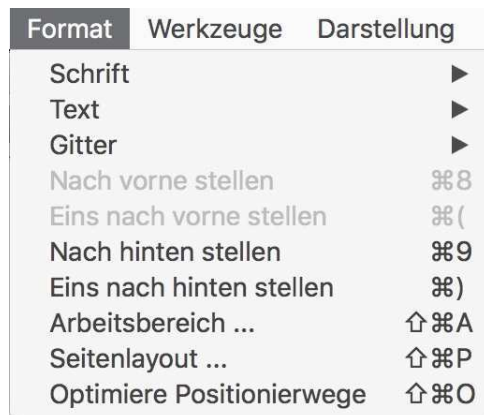 Format Werkzeuge Darstellung
Schrift ▶
Text ▶
Gitter ▶
Nach vorne stellen ⌘8
Eins nach vorne stellen ⌘(
Nach hinten stellen ⌘9
Eins nach hinten stellen ⌘)
Arbeitsbereich ... ⇧⌘A
Seitenlayout ... ⇧⌘P
Optimiere Positionierwege ⇧⌘O